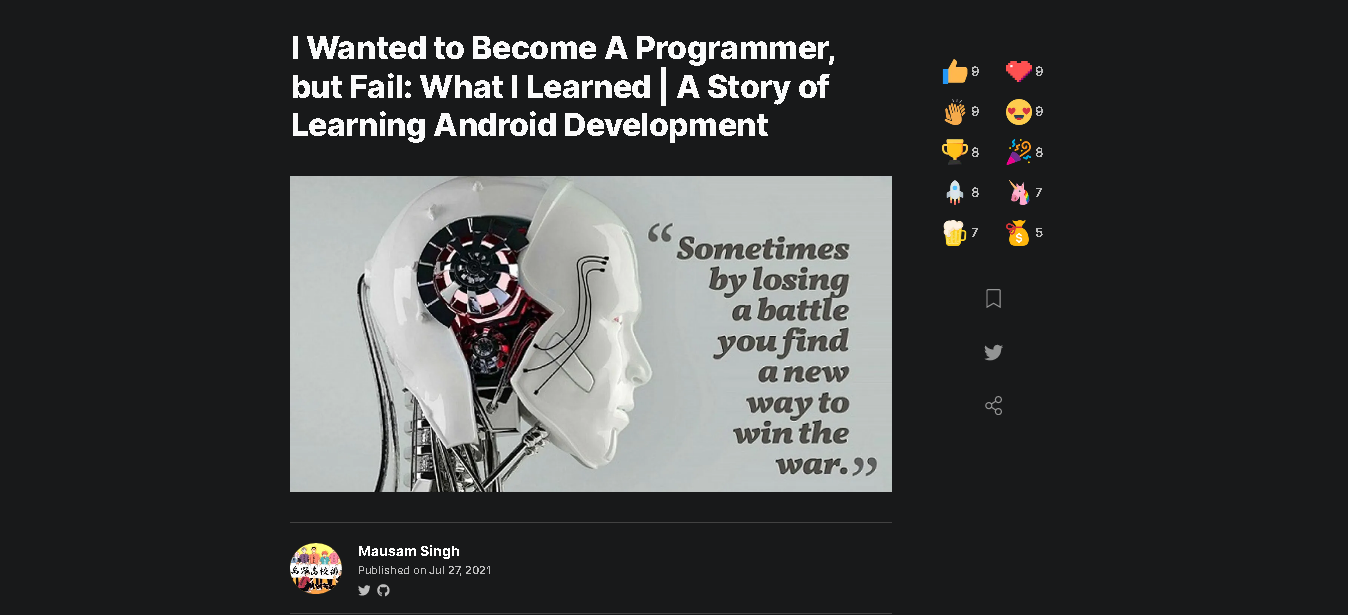 I Wanted to Become A Programmer,
but Fail: What I Learned | A Story of
Learning Android Development
9 9
9 9
8 8
8 7
7 5
“Sometimes
by losing
a battle
you find
a new
way to
win the
war.”
Mausam Singh
Published on Jul 27, 2021